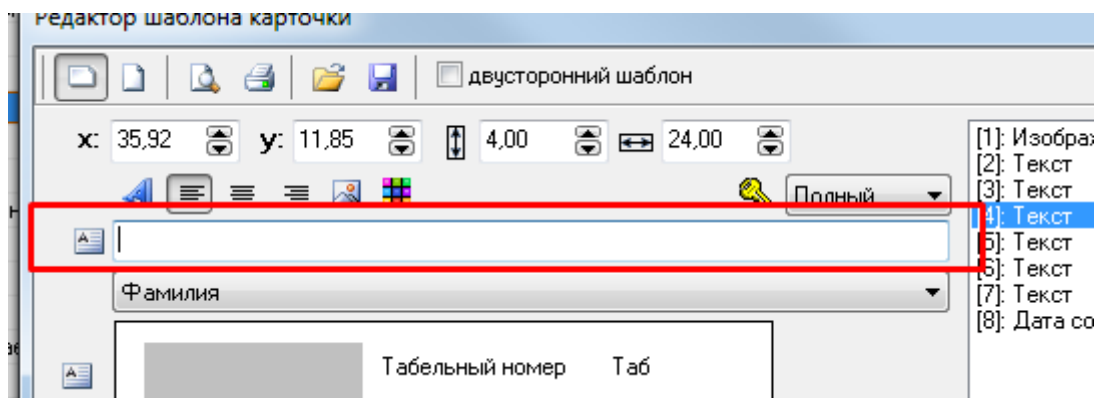 Редактор шаблона карточки
двусторонний шаблон
x: 35,92 y: 11,85 4,00 24,00
Полный
Фамилия
Табельный номер Таб
[1]: Изображ
[2]: Текст
[3]: Текст
[4]: Текст
[5]: Текст
[6]: Текст
[7]: Текст
[8]: Дата со